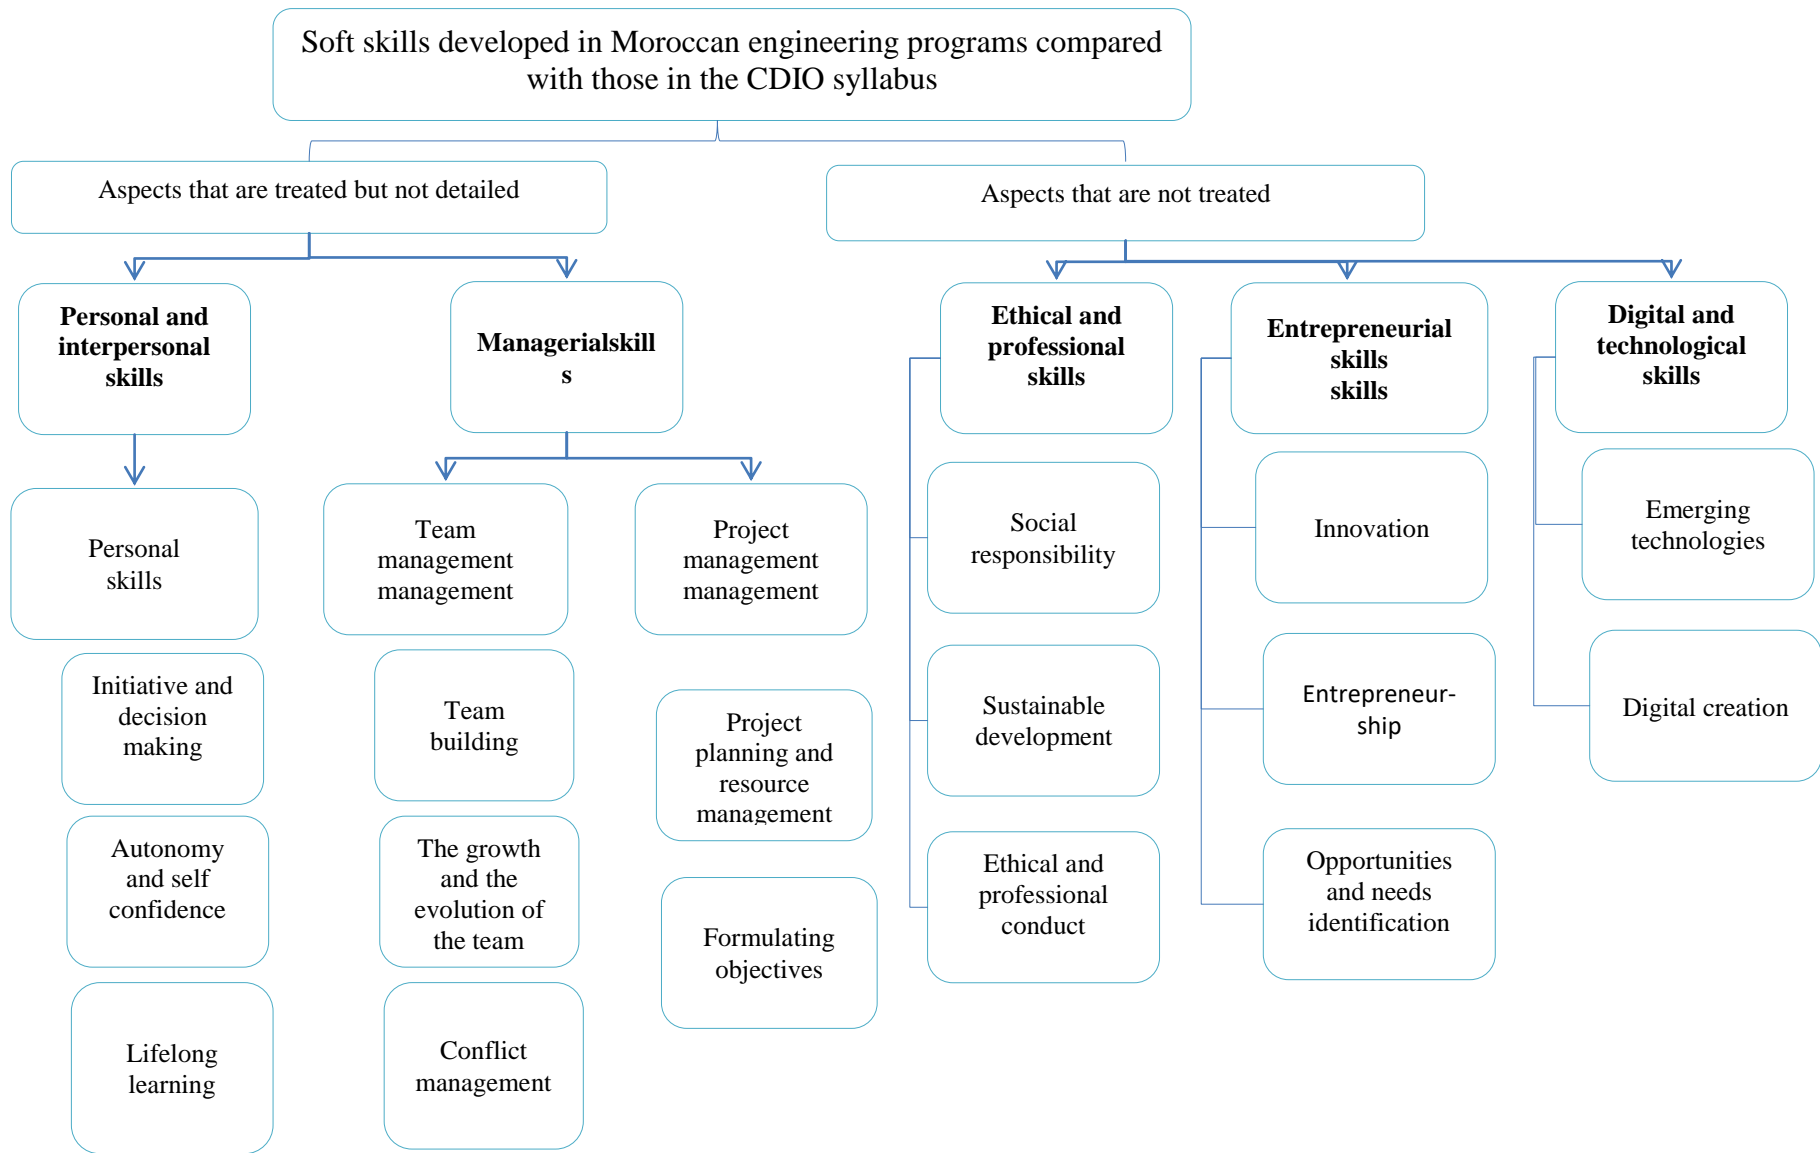 Soft skills developed in Moroccan engineering programs compared
with those in the CDIO syllabus
Aspects that are treated but not detailed
Aspects that are not treated
Personal and
interpersonal
skills
Managerialskill
s
Ethical and
professional
skills
Entrepreneurial
skills
skills
Digital and
technological
skills
Personal
skills
Team
management
management
Project
management
management
Social
responsibility
Innovation
Emerging
technologies
Initiative and
decision
making
Team
building
Project
planning and
resource
management
Sustainable
development
Entrepreneur-
ship
Digital creation
Autonomy
and self
confidence
The growth
and the
evolution of
the team
Formulating
objectives
Ethical and
professional
conduct
Opportunities
and needs
identification
Lifelong
learning
Conflict
management